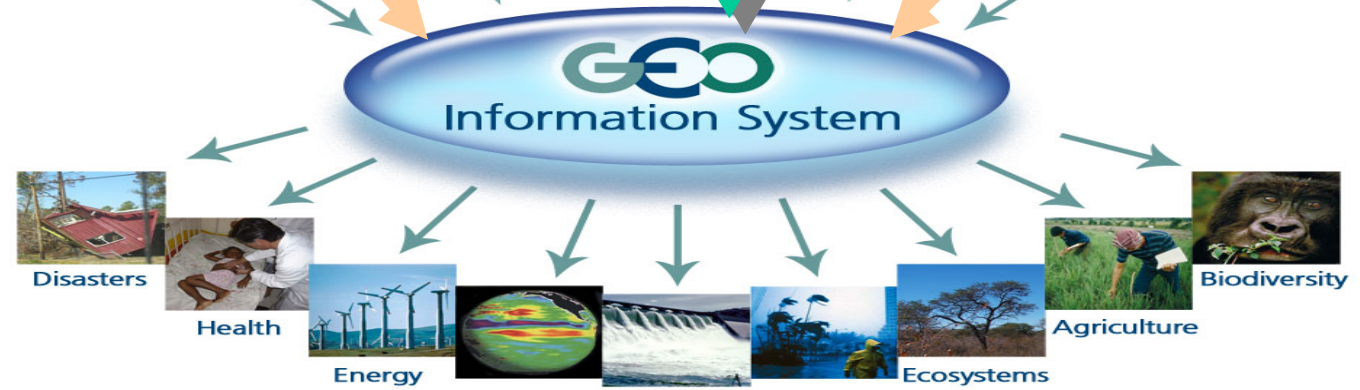 GEO
Information System
Disasters
Health
Energy
Ecosystems
Agriculture
Biodiversity